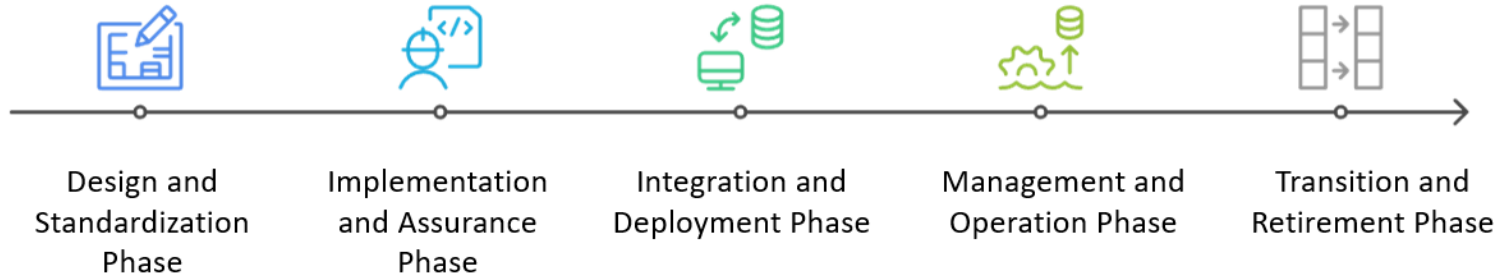 </>
Design and
Standardization
Phase
Implementation
and Assurance
Phase
Integration and
Deployment Phase
Management and
Operation Phase
Transition and
Retirement Phase